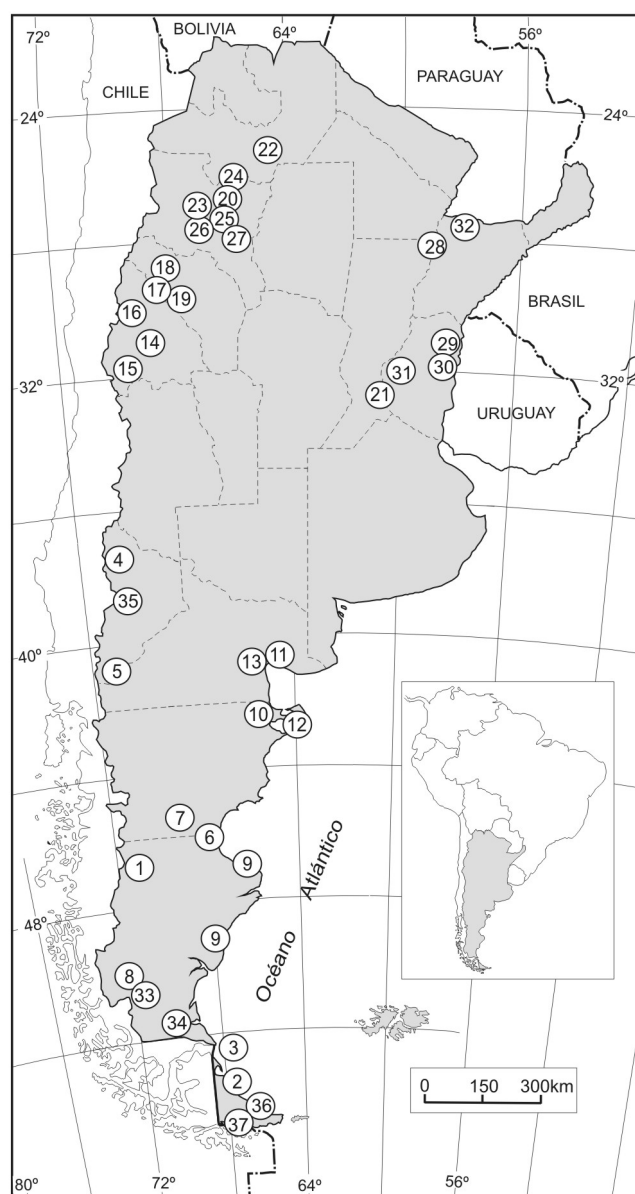 72º
BOLIVIA
64º
56º
PARAGUAY
CHILE
24º
24º
22
24
20
23
25
26
27
32
28
18
17
19
16
BRASIL
14
29
15
30
31
32º
32º
21
URUGUAY
4
35
40º
11
13
5
10
12
7
6
9
1
Océano Atlántico
48º
9
8
33
34
3
2
36
37
0 150 300km
80º
72º
64º
56º